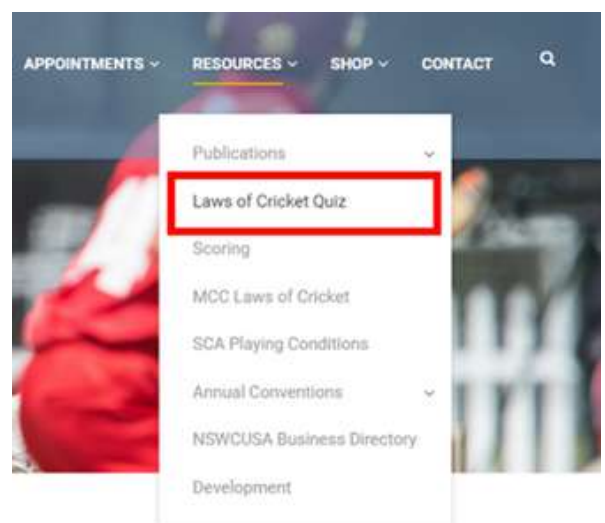 APPOINTMENTS RESOURCES SHOP CONTACT
Publications
Laws of Cricket Quiz
Scoring
MCC Laws of Cricket
SCA Playing Conditions
Annual Conventions
NSWCUSA Business Directory
Development